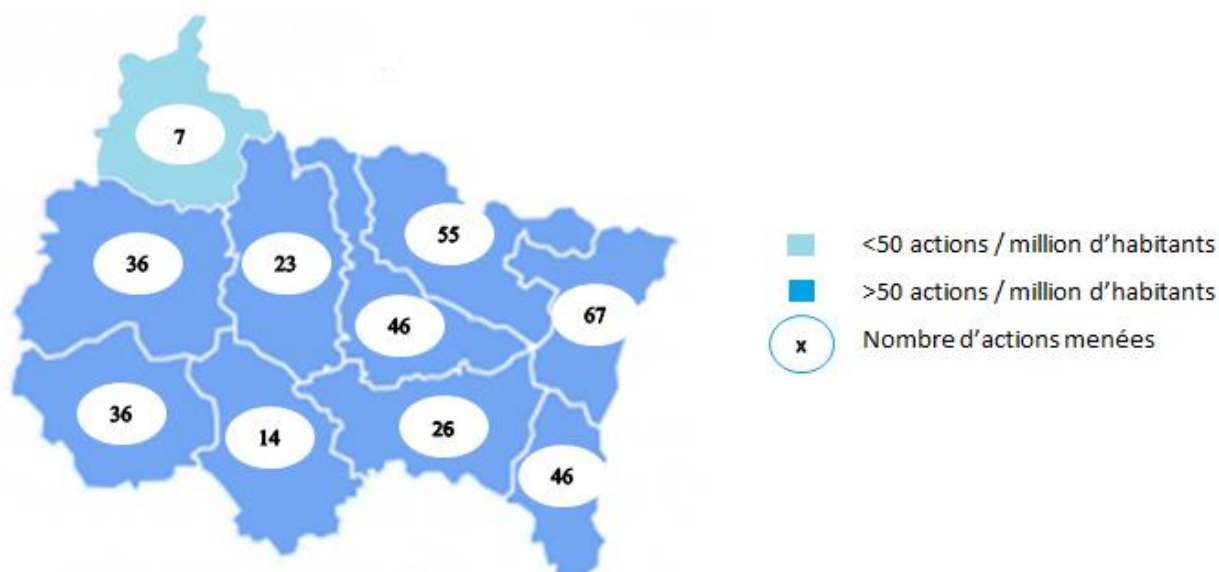 7
55
36
23
67
46
36
14
26
46
<50 actions / million d’habitants
>50 actions / million d’habitants
x
Nombre d’actions menées